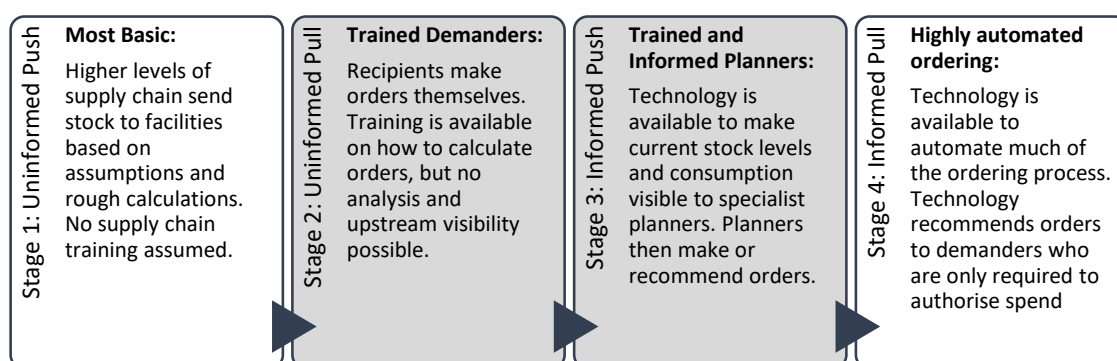 Stage 1: Uninformed Push
Most Basic:
Higher levels of
supply chain send
stock to facilities
based on
assumptions and
rough calculations.
No supply chain
training assumed.
Stage 2: Uninformed Pull
Trained Demanders:
Recipients make
orders themselves.
Training is available
on how to calculate
orders, but no
analysis and
upstream visibility
possible.
Stage 3: Informed Push
Trained and
Informed Planners:
Technology is
available to make
current stock levels
and consumption
visible to specialist
planners. Planners
then make or
recommend orders.
Stage 4: Informed Pull
Highly automated
ordering:
Technology is
available to
automate much of
the ordering process.
Technology
recommends orders
to demanders who
are only required to
authorise spend